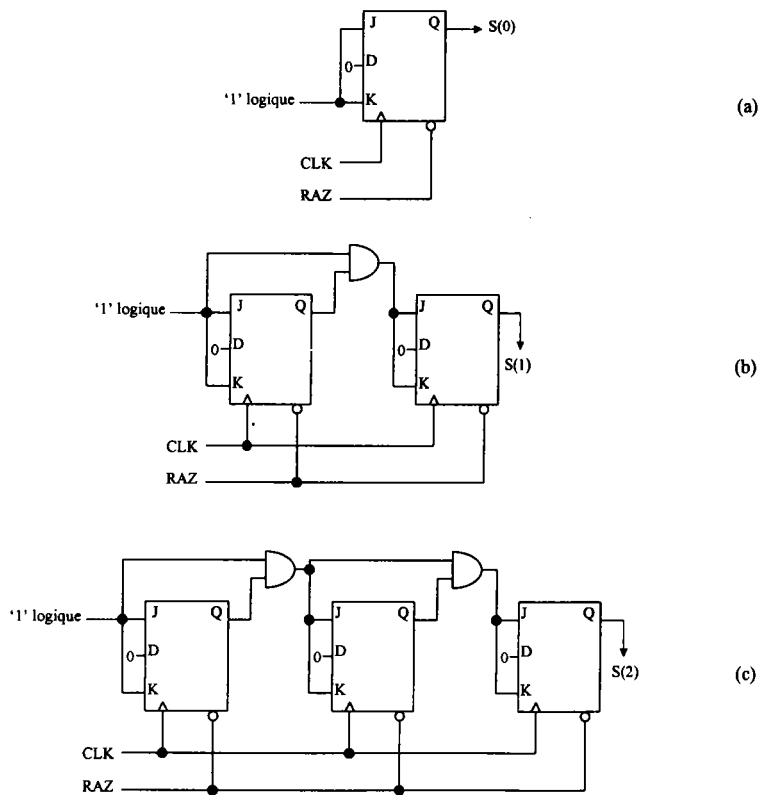 J Q S(0)
0 D
'1' logique K
(a)
CLK
RAZ
'1' logique J Q J Q
0 D 0 D S(1)
K K
(b)
CLK
RAZ
'1' logique J Q J Q J Q
0 D 0 D 0 D S(2)
K K K
(c)
CLK
RAZ